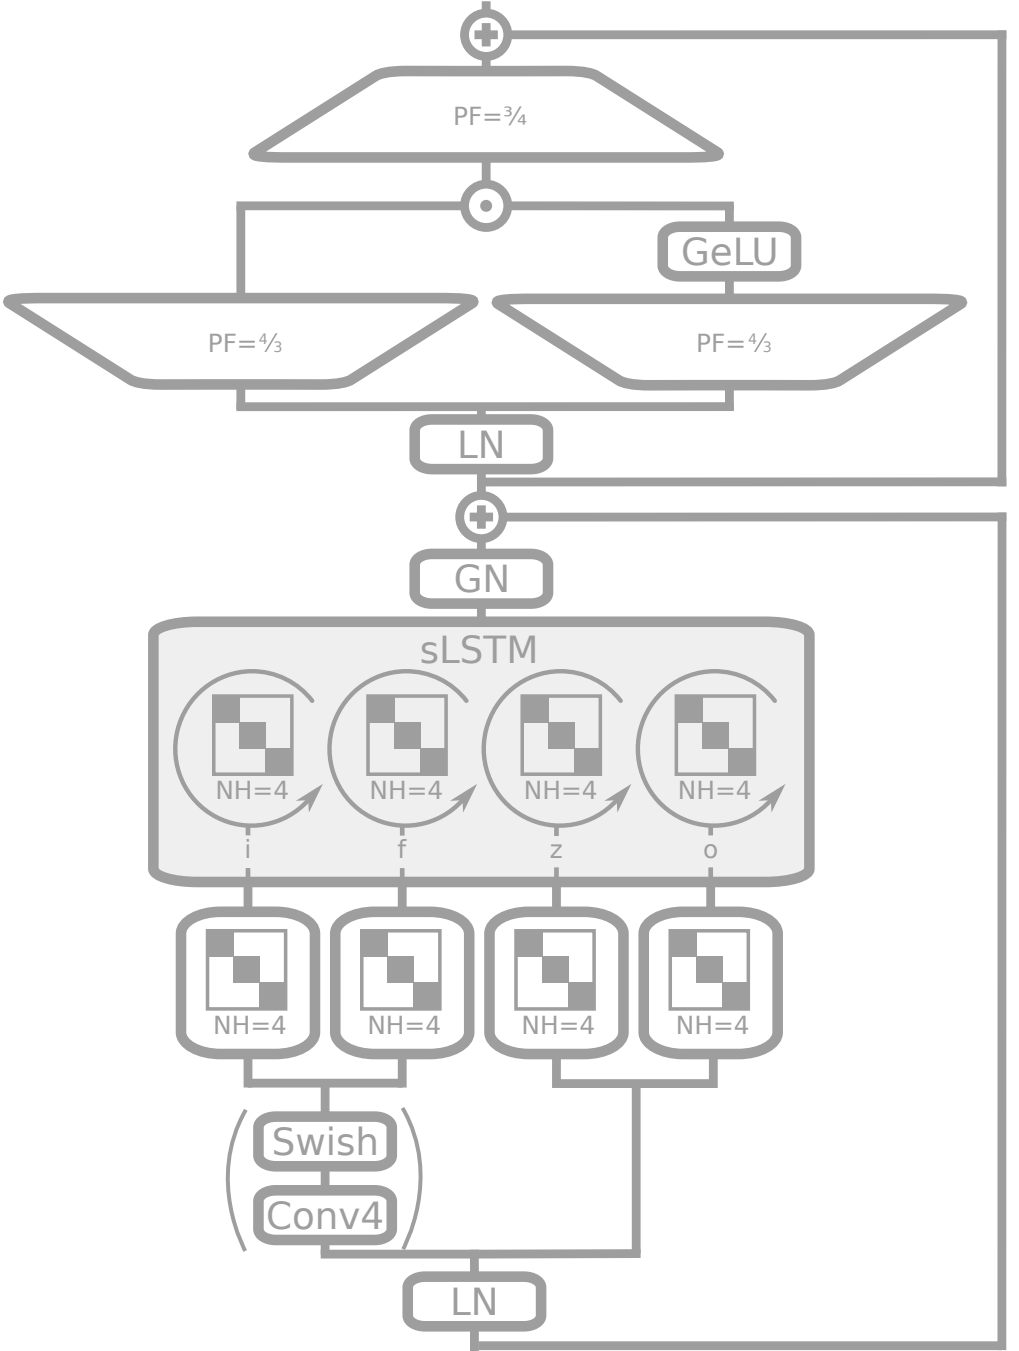 PF=¾
GeLU
PF=⁴⁄₃ PF=⁴⁄₃
LN
GN
sLSTM
NH=4 NH=4 NH=4 NH=4
i f z o
NH=4 NH=4 NH=4 NH=4
Swish
Conv4
LN